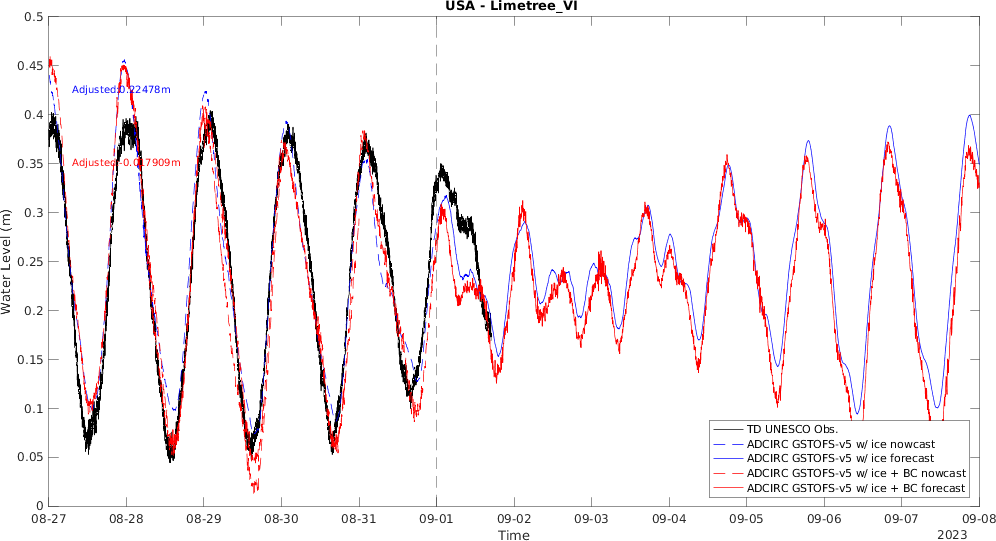 USA - Limetree_VI
0.5
0.45
0.4
0.35
0.3
0.25
0.2
0.15
0.1
0.05
0
Water Level (m)
Adjusted:0.22478m
Adjusted:-0.017909m
TD UNESCO Obs.
ADCIRC GSTOFS-v5 w/ ice nowcast
ADCIRC GSTOFS-v5 w/ ice forecast
ADCIRC GSTOFS-v5 w/ ice + BC nowcast
ADCIRC GSTOFS-v5 w/ ice + BC forecast
08-27 08-28 08-29 08-30 08-31 09-01 09-02 09-03 09-04 09-05 09-06 09-07 09-08
Time
2023